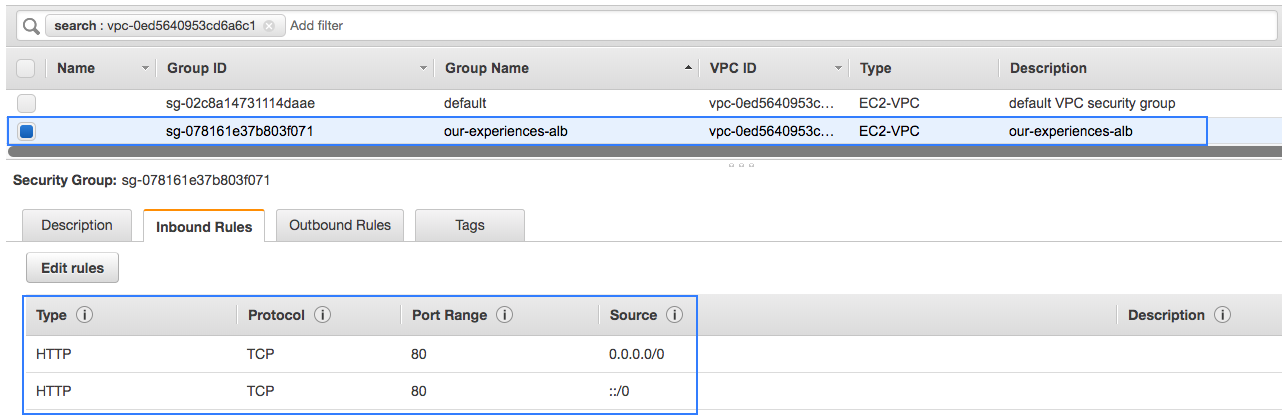 search : vpc-0ed5640953cd6a6c1 Add filter
Name Group ID Group Name VPC ID Type Description
sg-02c8a14731114daae default vpc-0ed5640953c... EC2-VPC default VPC security group
sg-078161e37b803f071 our-experiences-alb vpc-0ed5640953c... EC2-VPC our-experiences-alb
Security Group: sg-078161e37b803f071
Description Inbound Rules Outbound Rules Tags
Edit rules
Type Protocol Port Range Source Description
HTTP TCP 80 0.0.0.0/0
HTTP TCP 80 ::/0